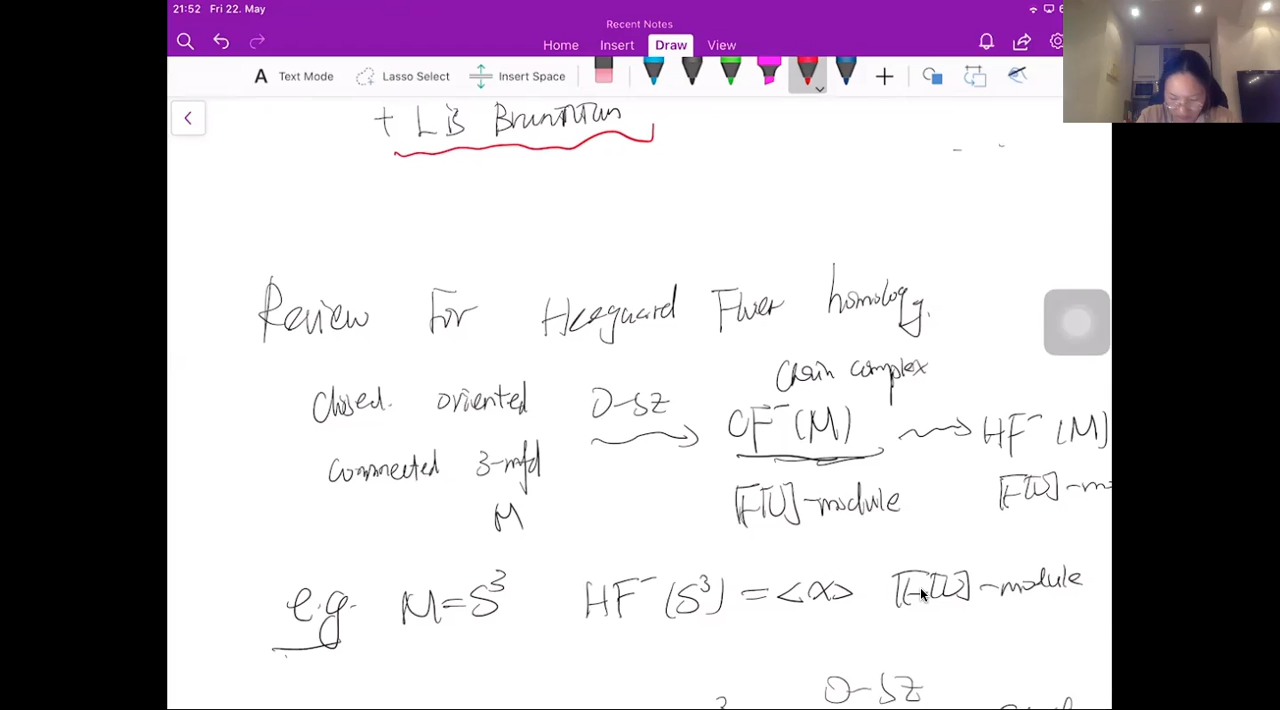 21:52 Fri 22. May
Recent Notes
Home Insert Draw View
Text Mode Lasso Select Insert Space
+ L is Brunnian
Review For Heegaard Floer homology.
chain complex
closed. oriented O-SZ CF⁻(M) HF⁻(M)
connected 3-mfd
𝔽[U]-module 𝔽[U]-m
M
e.g. M=S³ HF⁻(S³) = <x> 𝔽[U]-module
O-SZ